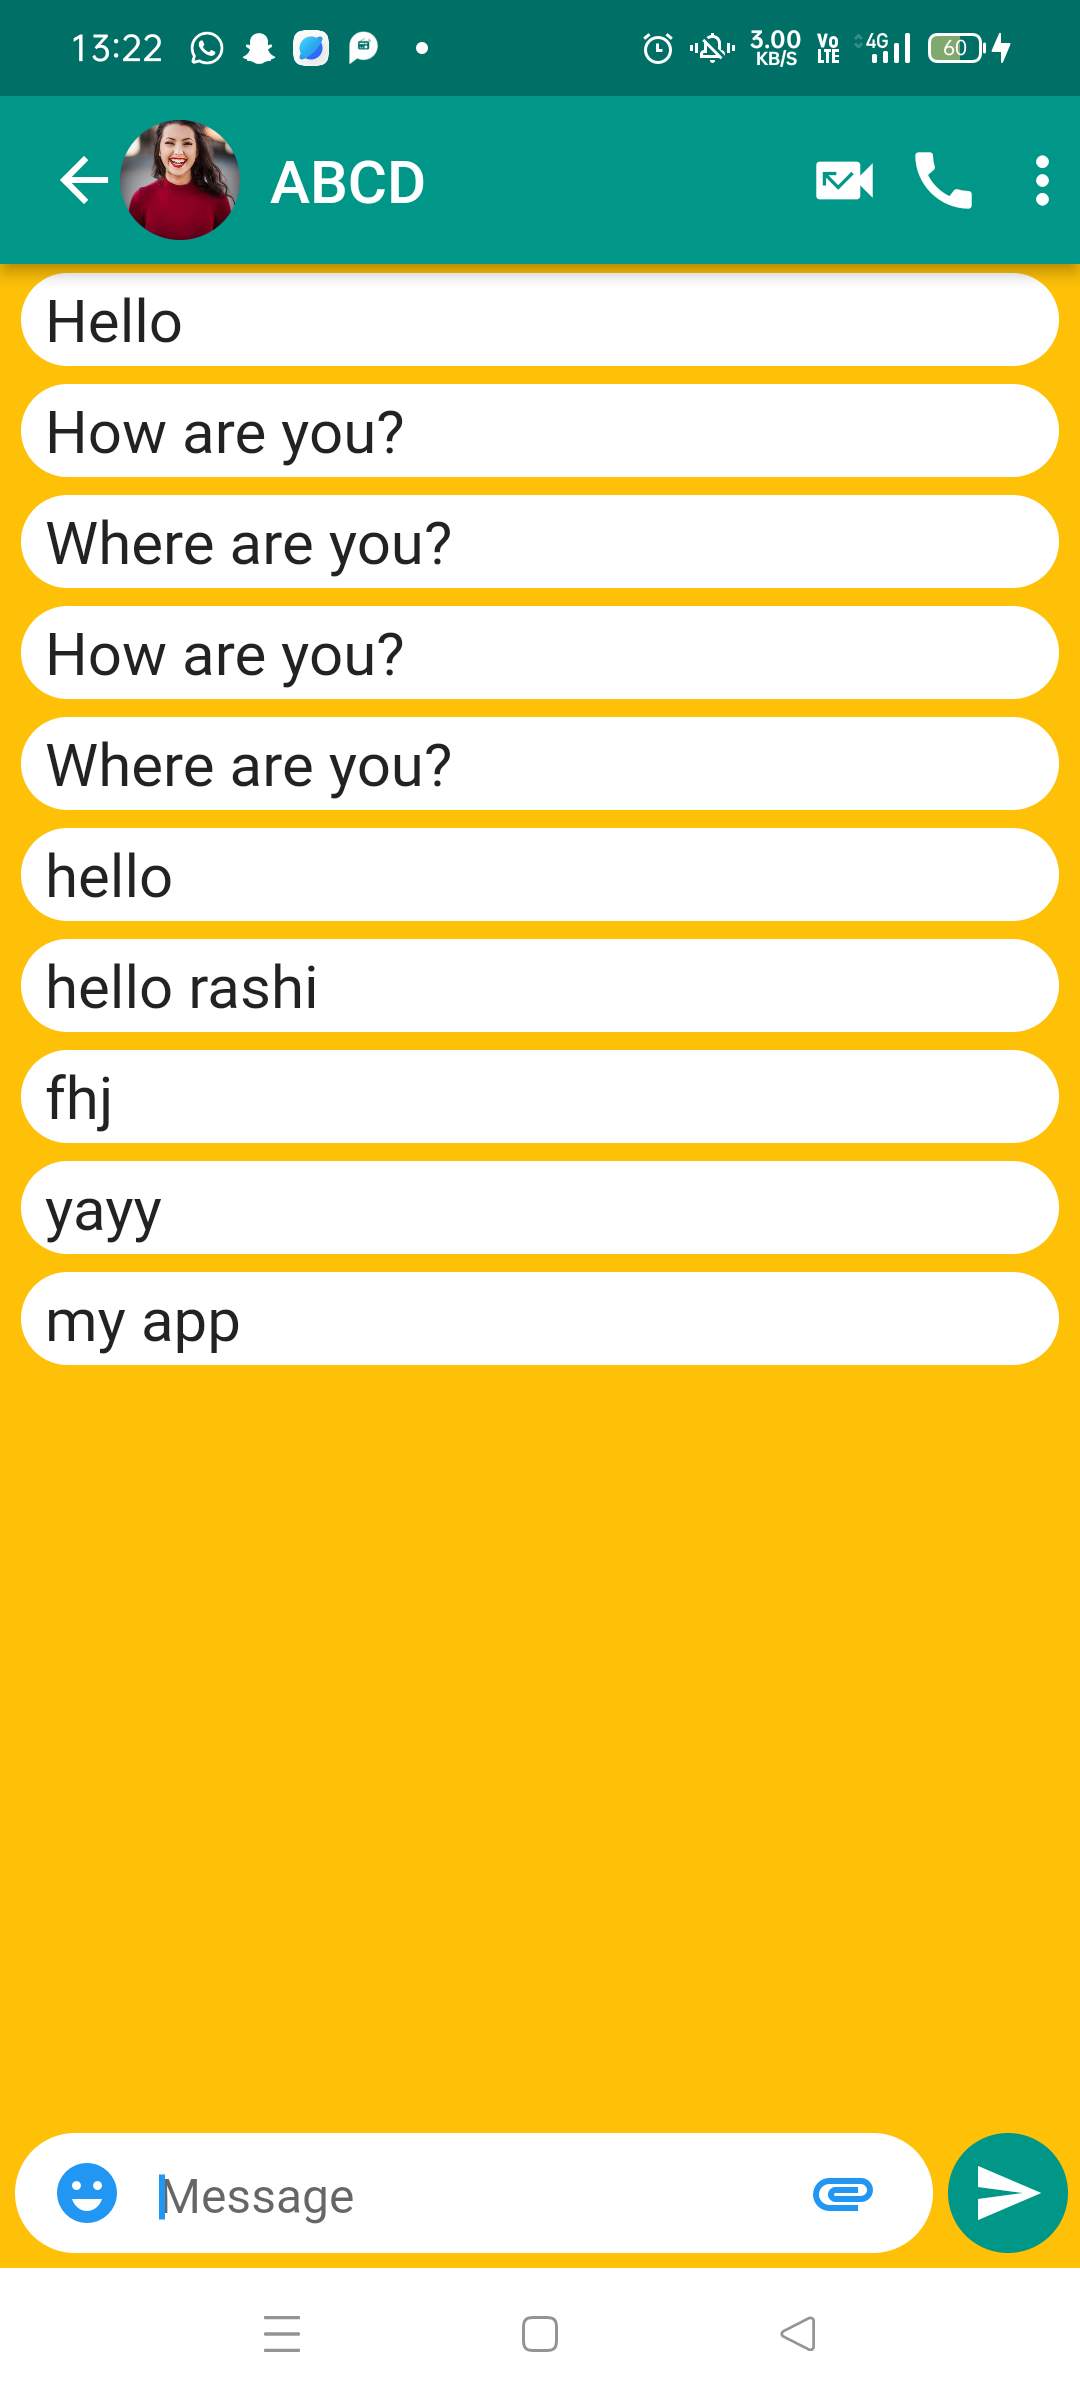 13:22 3.00 KB/S Vo LTE 4G 60
ABCD
Hello
How are you?
Where are you?
How are you?
Where are you?
hello
hello rashi
fhj
yayy
my app
Message